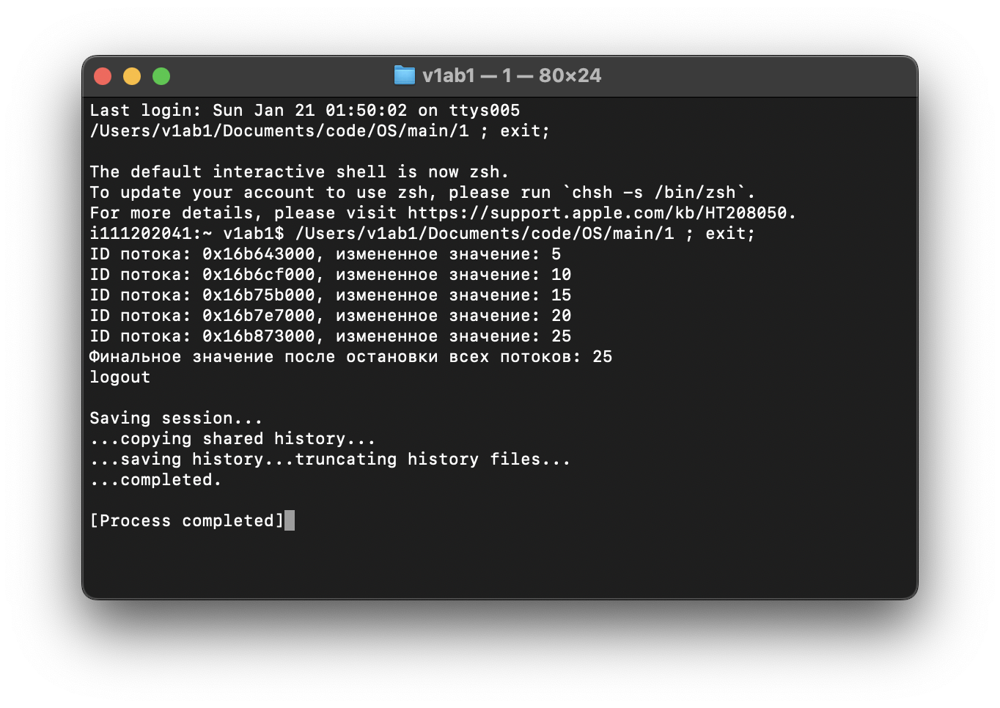 v1ab1 — 1 — 80×24
Last login: Sun Jan 21 01:50:02 on ttys005
/Users/v1ab1/Documents/code/OS/main/1 ; exit;
The default interactive shell is now zsh.
To update your account to use zsh, please run `chsh -s /bin/zsh`.
For more details, please visit https://support.apple.com/kb/HT208050.
i111202041:~ v1ab1$ /Users/v1ab1/Documents/code/OS/main/1 ; exit;
ID потока: 0x16b643000, измененное значение: 5
ID потока: 0x16b6cf000, измененное значение: 10
ID потока: 0x16b75b000, измененное значение: 15
ID потока: 0x16b7e7000, измененное значение: 20
ID потока: 0x16b873000, измененное значение: 25
Финальное значение после остановки всех потоков: 25
logout
Saving session...
...copying shared history...
...saving history...truncating history files...
...completed.
[Process completed]